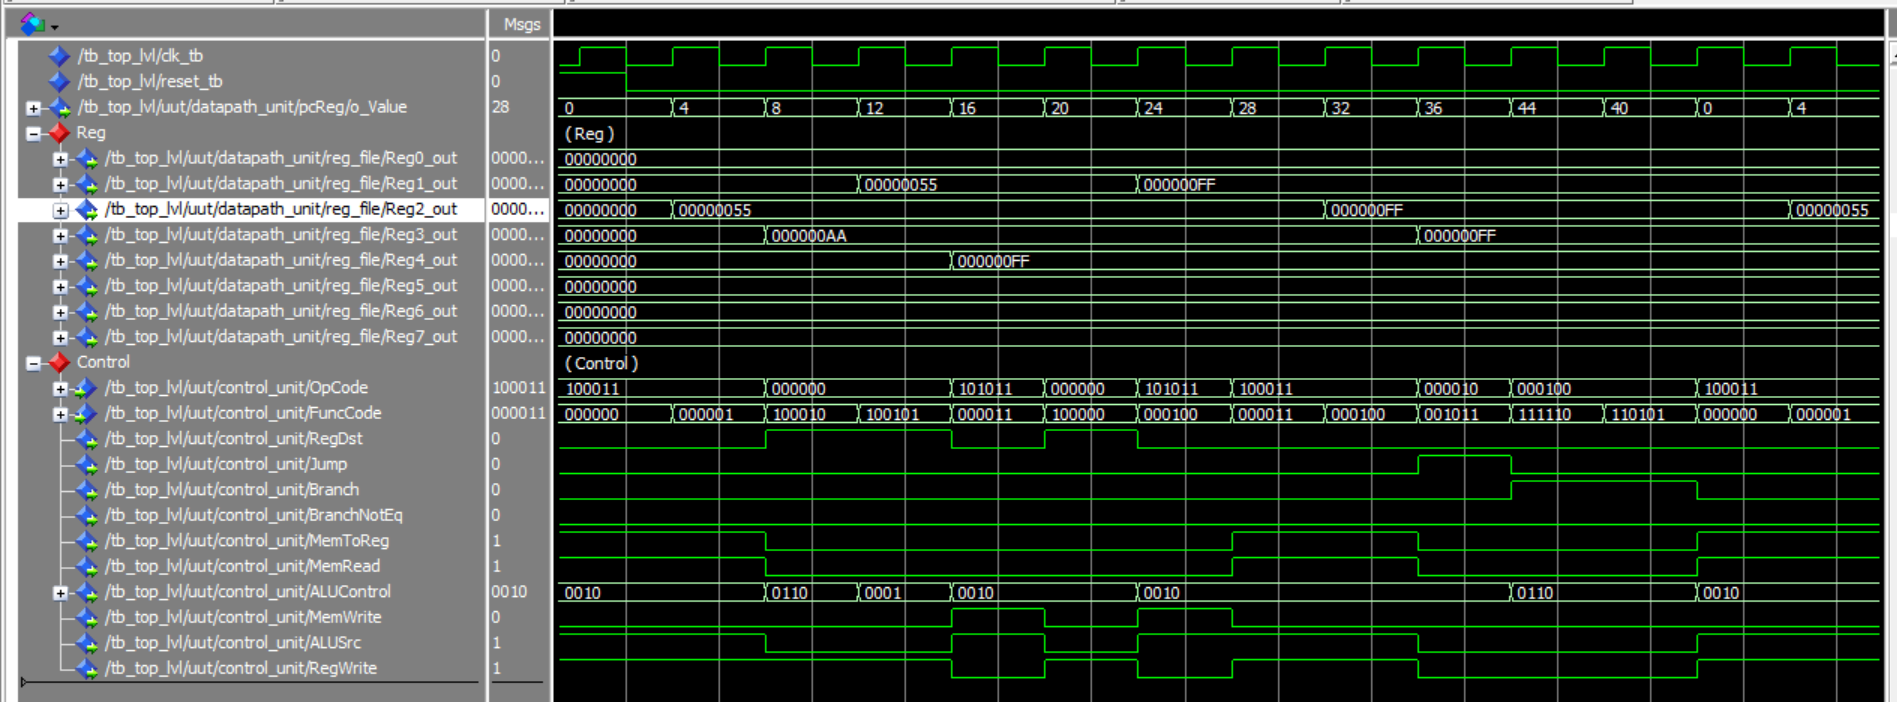 Msgs
/tb_top_lvl/clk_tb 0
/tb_top_lvl/reset_tb 0
/tb_top_lvl/uut/datapath_unit/pcReg/o_Value 28 0 4 8 12 16 20 24 28 32 36 44 40 0 4
Reg (Reg)
/tb_top_lvl/uut/datapath_unit/reg_file/Reg0_out 0000... 00000000
/tb_top_lvl/uut/datapath_unit/reg_file/Reg1_out 0000... 00000000 00000055 000000FF
/tb_top_lvl/uut/datapath_unit/reg_file/Reg2_out 0000... 00000000 00000055 000000FF 00000055
/tb_top_lvl/uut/datapath_unit/reg_file/Reg3_out 0000... 00000000 000000AA 000000FF
/tb_top_lvl/uut/datapath_unit/reg_file/Reg4_out 0000... 00000000 000000FF
/tb_top_lvl/uut/datapath_unit/reg_file/Reg5_out 0000... 00000000
/tb_top_lvl/uut/datapath_unit/reg_file/Reg6_out 0000... 00000000
/tb_top_lvl/uut/datapath_unit/reg_file/Reg7_out 0000... 00000000
Control (Control)
/tb_top_lvl/uut/control_unit/OpCode 100011 100011 000000 101011 000000 101011 100011 000010 000100 100011
/tb_top_lvl/uut/control_unit/FuncCode 000011 000000 000001 100010 100101 000011 100000 000100 000011 000100 001011 111110 110101 000000 000001
/tb_top_lvl/uut/control_unit/RegDst 0
/tb_top_lvl/uut/control_unit/Jump 0
/tb_top_lvl/uut/control_unit/Branch 0
/tb_top_lvl/uut/control_unit/BranchNotEq 0
/tb_top_lvl/uut/control_unit/MemToReg 1
/tb_top_lvl/uut/control_unit/MemRead 1
/tb_top_lvl/uut/control_unit/ALUControl 0010 0010 0110 0001 0010 0010 0110 0010
/tb_top_lvl/uut/control_unit/MemWrite 0
/tb_top_lvl/uut/control_unit/ALUSrc 1
/tb_top_lvl/uut/control_unit/RegWrite 1